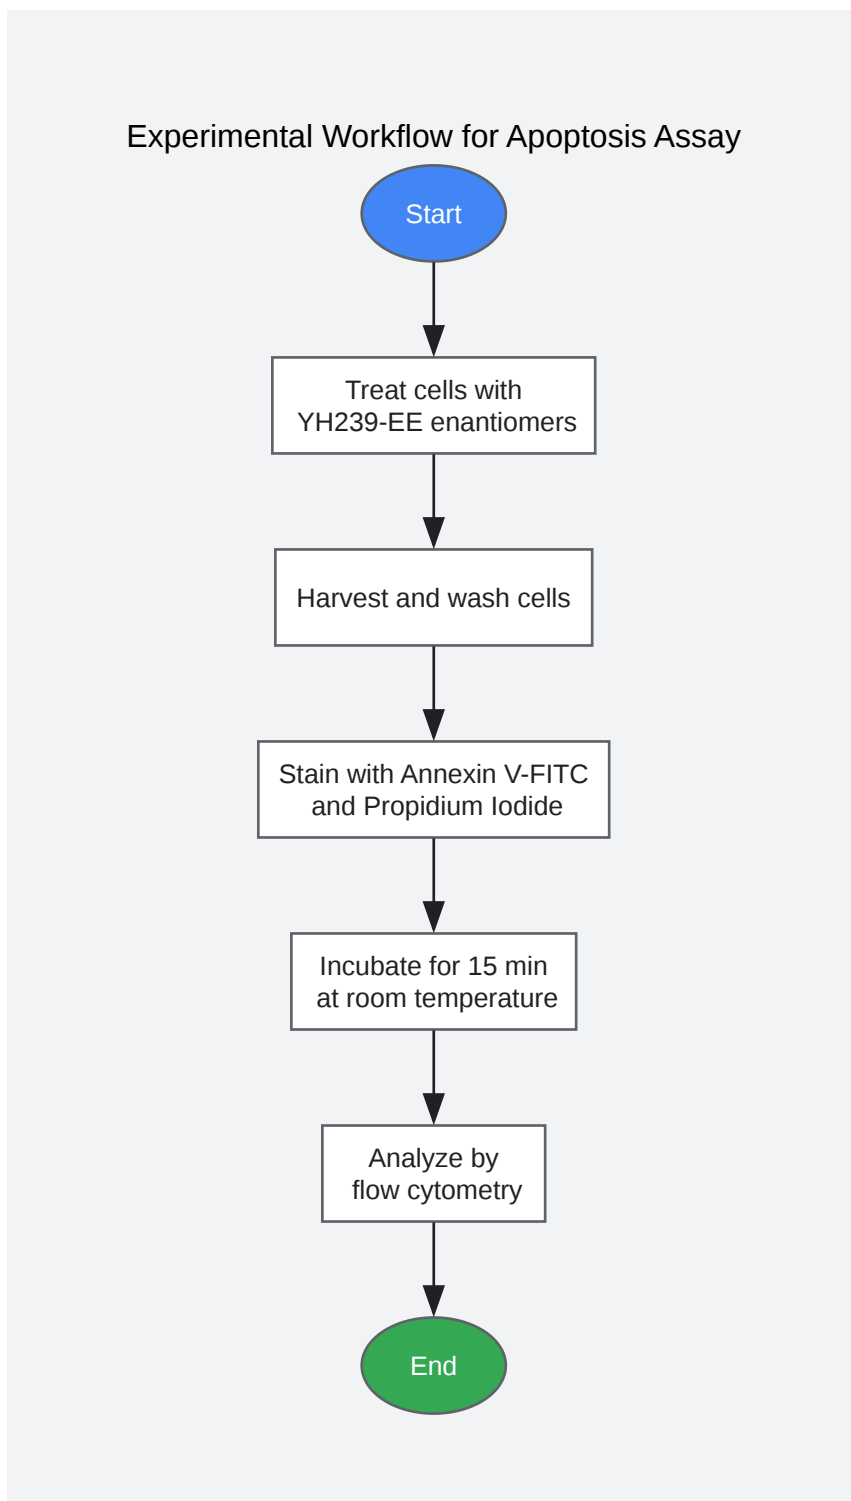 Experimental Workflow for Apoptosis Assay
Start
Treat cells with
YH239-EE enantiomers
Harvest and wash cells
Stain with Annexin V-FITC
and Propidium Iodide
Incubate for 15 min
at room temperature
Analyze by
flow cytometry
End